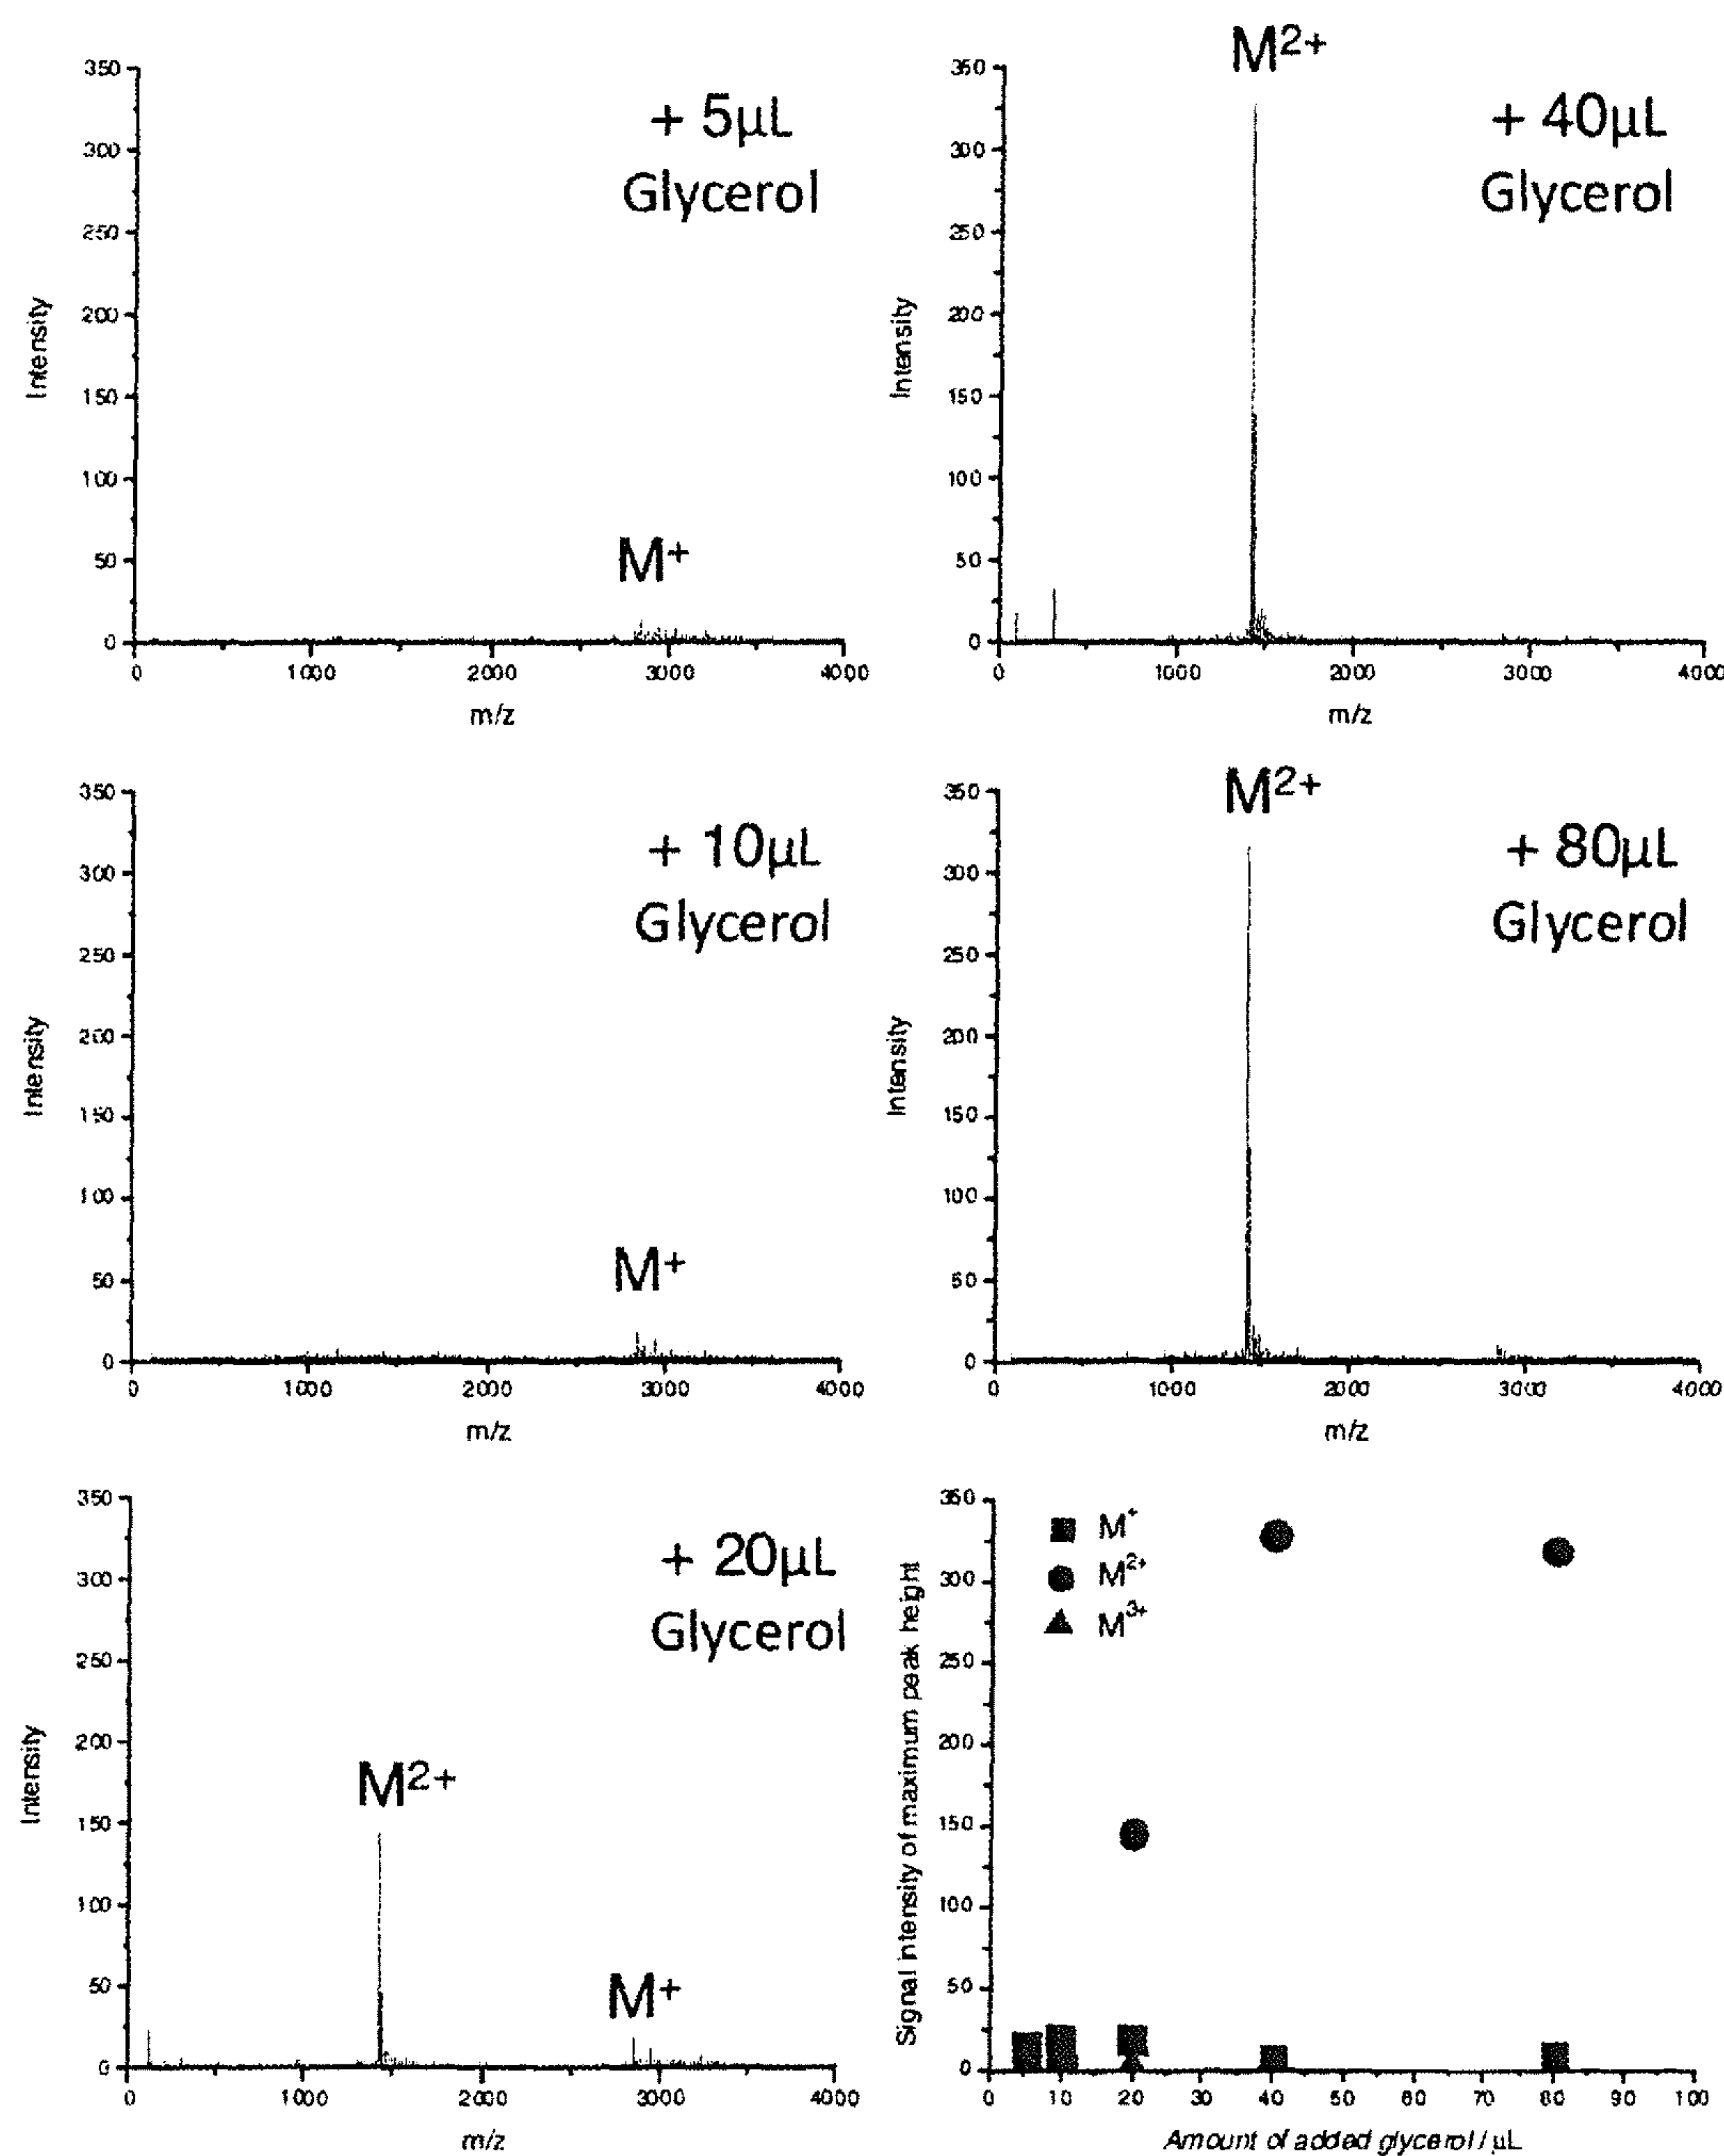 350
300
250
200
150
100
50
0
Intensity
+ 5µL
Glycerol
M+
0 1000 2000 3000 4000
m/z
M2+
350
300
250
200
150
100
50
0
Intensity
+ 40µL
Glycerol
0 1000 2000 3000 4000
m/z
350
300
250
200
150
100
50
0
Intensity
+ 10µL
Glycerol
M+
0 1000 2000 3000 4000
m/z
M2+
350
300
250
200
150
100
50
0
Intensity
+ 80µL
Glycerol
0 1000 2000 3000 4000
m/z
350
300
250
200
150
100
50
0
Intensity
+ 20µL
Glycerol
M2+
M+
0 1000 2000 3000 4000
m/z
350
300
250
200
150
100
50
0
Signal intensity of maximum peak height
M+
M2+
M3+
0 10 20 30 40 50 60 70 80 90 100
Amount of added glycerol / µL